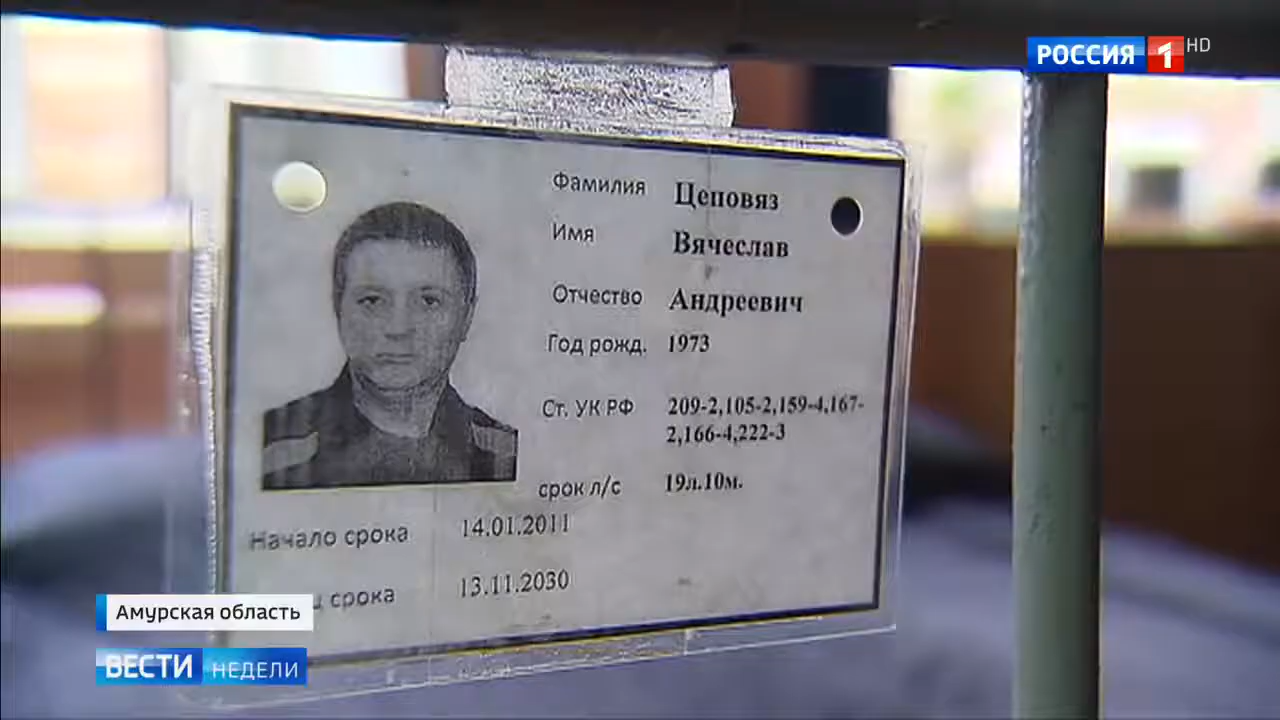 РОССИЯ 1 HD
Фамилия Цеповяз
Имя Вячеслав
Отчество Андреевич
Год рожд. 1973
Ст. УК РФ 209-2,105-2,159-4,167-
2,166-4,222-3
срок л/с 19л.10м.
Начало срока 14.01.2011
срока 13.11.2030
Амурская область
ВЕСТИ НЕДЕЛИ